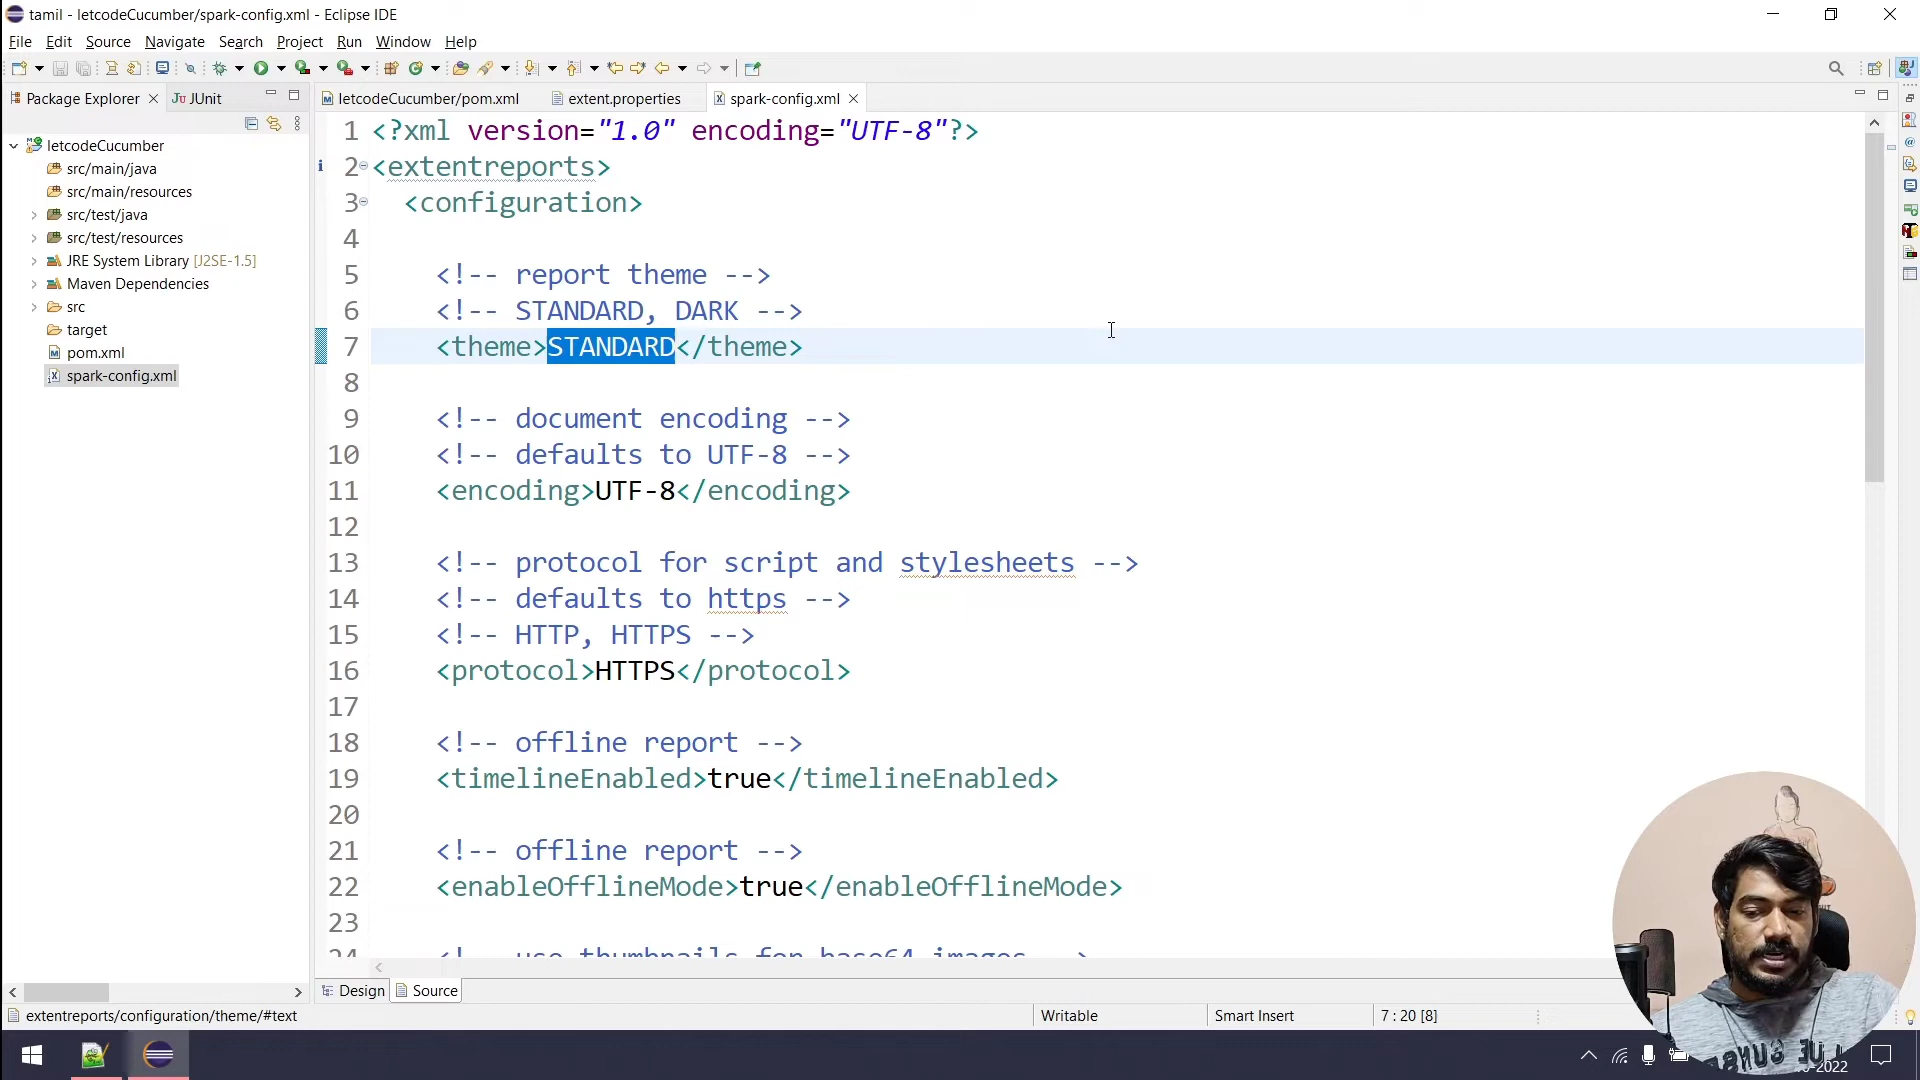 tamil - letcodeCucumber/spark-config.xml - Eclipse IDE
File Edit Source Navigate Search Project Run Window Help
Package Explorer
JUnit
letcodeCucumber/pom.xml
extent.properties
spark-config.xml
letcodeCucumber
src/main/java
src/main/resources
src/test/java
src/test/resources
JRE System Library [J2SE-1.5]
Maven Dependencies
src
target
pom.xml
spark-config.xml
1 <?xml version="1.0" encoding="UTF-8"?>
2 <extentreports>
3 <configuration>
4
5 <!-- report theme -->
6 <!-- STANDARD, DARK -->
7 <theme>STANDARD</theme>
8
9 <!-- document encoding -->
10 <!-- defaults to UTF-8 -->
11 <encoding>UTF-8</encoding>
12
13 <!-- protocol for script and stylesheets -->
14 <!-- defaults to https -->
15 <!-- HTTP, HTTPS -->
16 <protocol>HTTPS</protocol>
17
18 <!-- offline report -->
19 <timelineEnabled>true</timelineEnabled>
20
21 <!-- offline report -->
22 <enableOfflineMode>true</enableOfflineMode>
23
24 <!-- use thumbnails for base64 images -->
Design Source
extentreports/configuration/theme/#text
Writable
Smart Insert
7 : 20 [8]